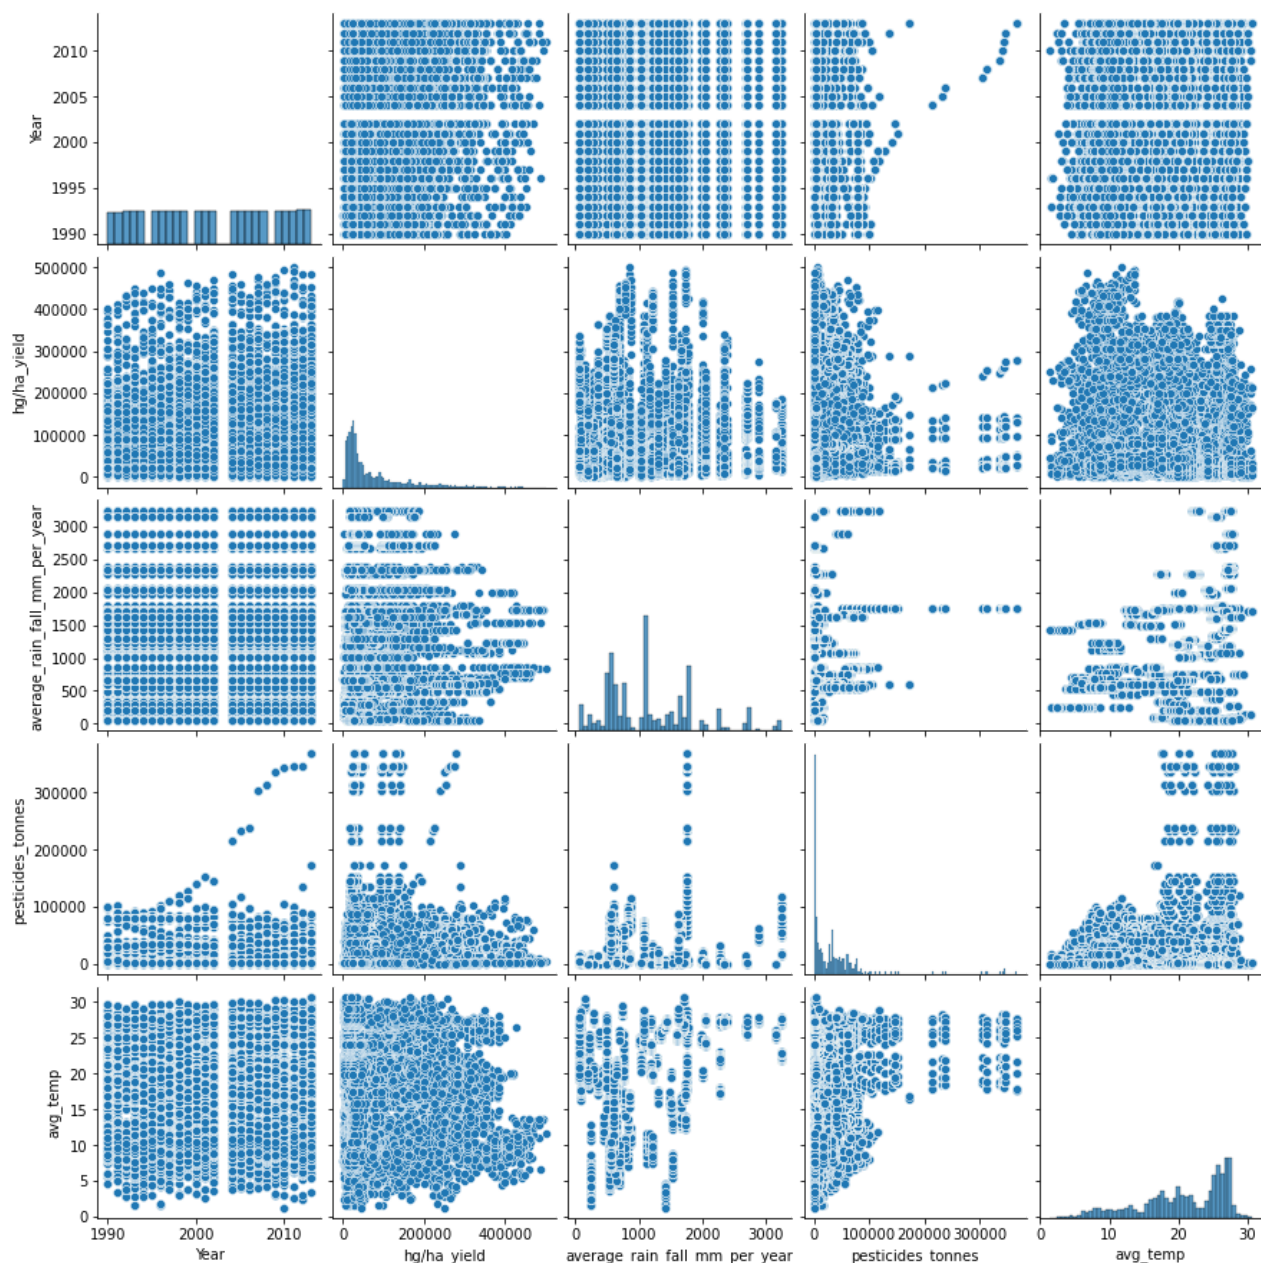 2010
2005
2000
1995
1990
Year
500000
400000
300000
200000
100000
0
hg/ha_yield
3000
2500
2000
1500
1000
500
0
average_rain_fall_mm_per_year
300000
200000
100000
0
pesticides_tonnes
30
25
20
15
10
5
0
avg_temp
1990 2000 2010
Year
0 200000 400000
hg/ha_yield
0 1000 2000 3000
average_rain_fall_mm_per_year
0 100000 200000 300000
pesticides_tonnes
0 10 20 30
avg_temp